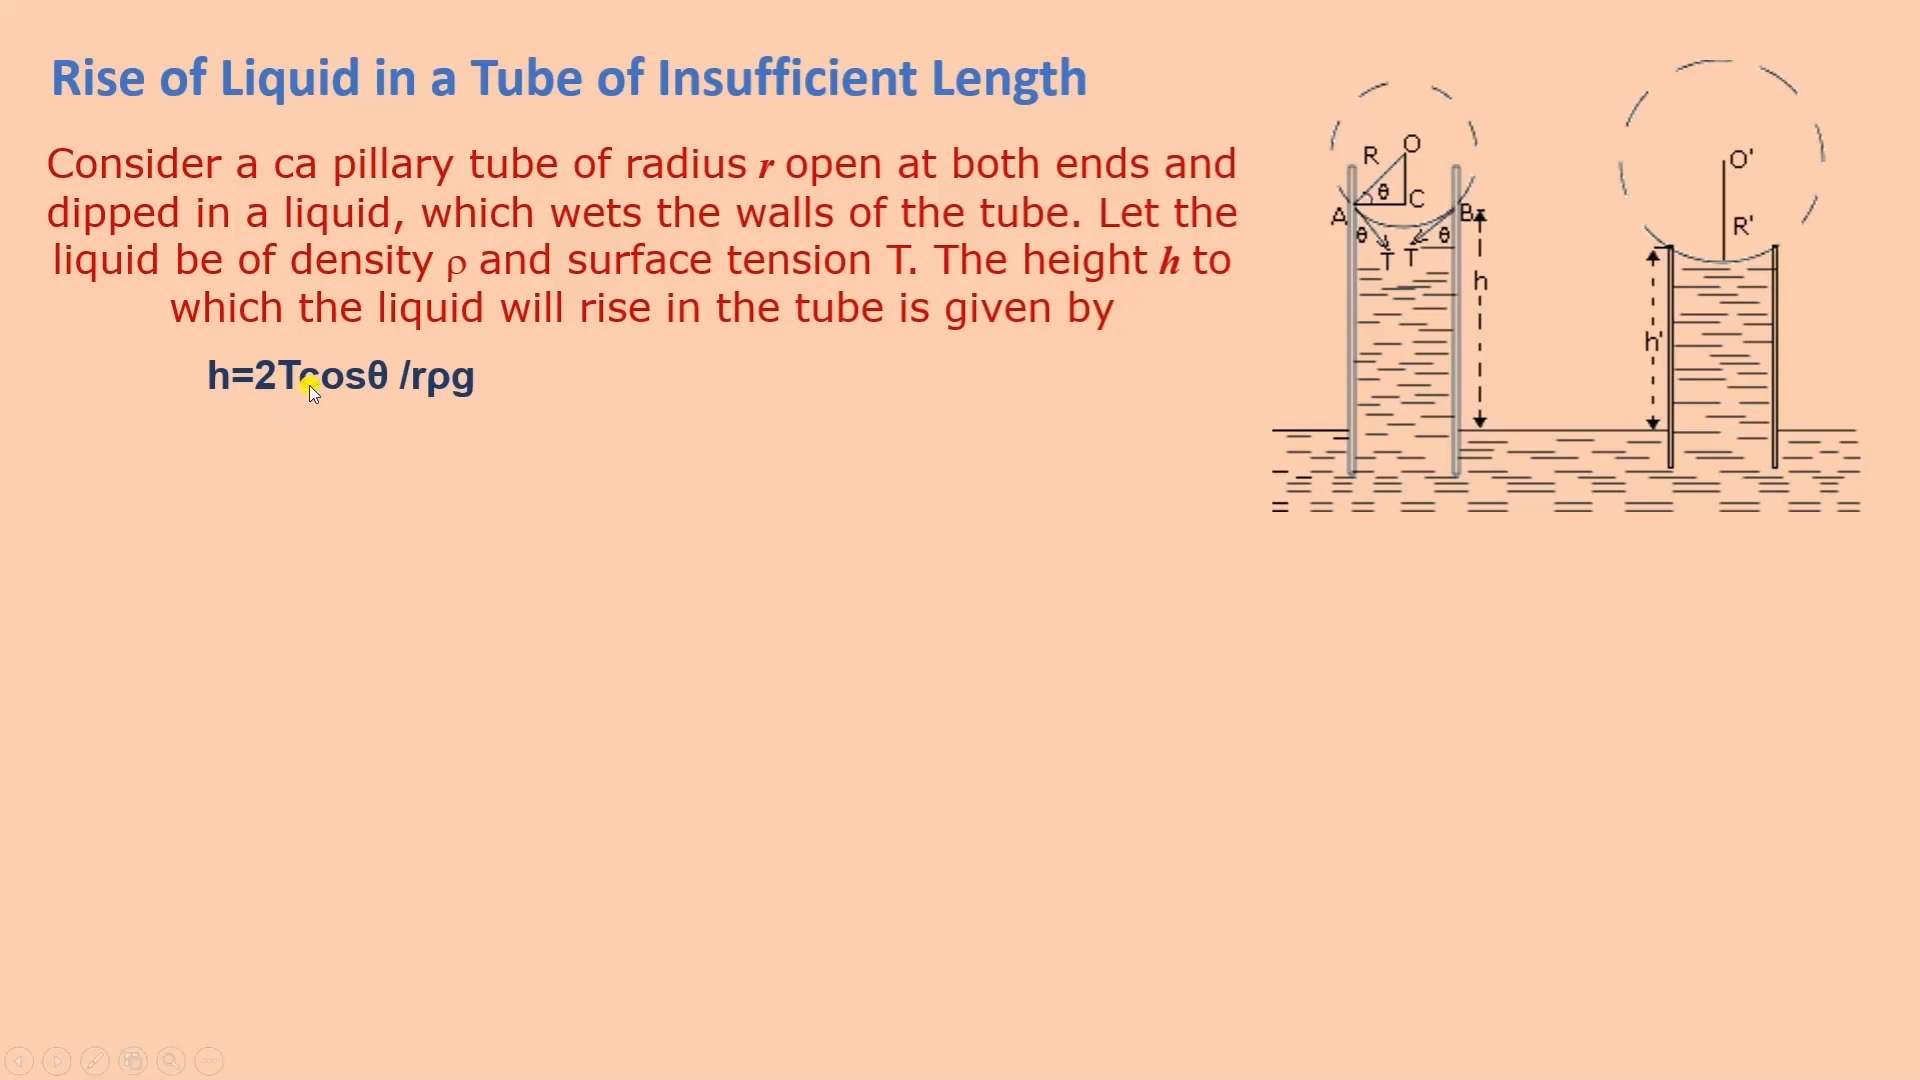 Rise of Liquid in a Tube of Insufficient Length
Consider a ca pillary tube of radius r open at both ends and
dipped in a liquid, which wets the walls of the tube. Let the
liquid be of density ρ and surface tension T. The height h to
which the liquid will rise in the tube is given by
h=2Tcosθ /rρg
R
O
θ
C
A
B
θ
θ
T
T
h
O'
R'
h'